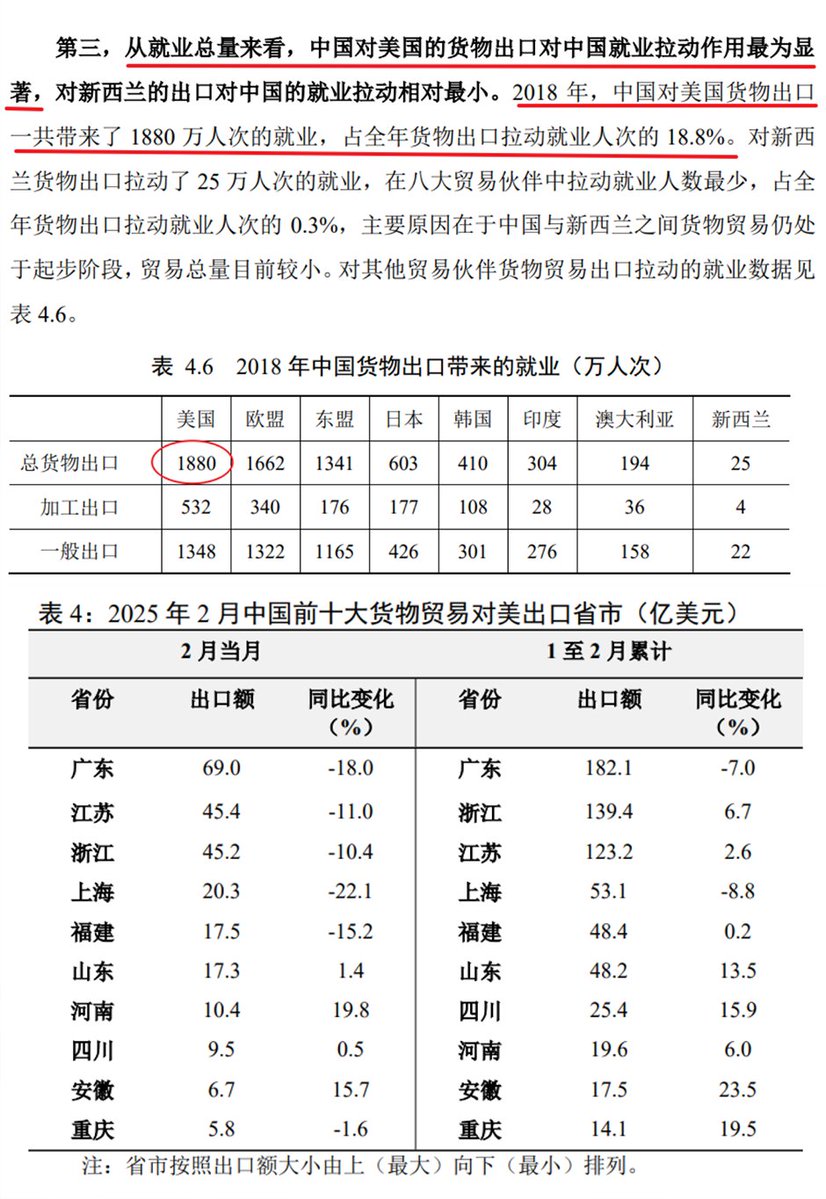 第三，从就业总量来看，中国对美国的货物出口对中国就业拉动作用最为显
著，对新西兰的出口对中国的就业拉动相对最小。2018 年，中国对美国货物出口
一共带来了 1880 万人次的就业，占全年货物出口拉动就业人次的 18.8%。对新西
兰货物出口拉动了 25 万人次的就业，在八大贸易伙伴中拉动就业人数最少，占全
年货物出口拉动就业人次的 0.3%，主要原因在于中国与新西兰之间货物贸易仍处
于起步阶段，贸易总量目前较小。对其他贸易伙伴货物贸易出口拉动的就业数据见
表 4.6。
表 4.6 2018 年中国货物出口带来的就业（万人次）
美国 欧盟 东盟 日本 韩国 印度 澳大利亚 新西兰
总货物出口 1880 1662 1341 603 410 304 194 25
加工出口 532 340 176 177 108 28 36 4
一般出口 1348 1322 1165 426 301 276 158 22
表 4：2025 年 2 月中国前十大货物贸易对美出口省市（亿美元）
2 月当月 1 至 2 月累计
省份 出口额 同比变化 省份 出口额 同比变化
（%） （%）
广东 69.0 -18.0 广东 182.1 -7.0
江苏 45.4 -11.0 浙江 139.4 6.7
浙江 45.2 -10.4 江苏 123.2 2.6
上海 20.3 -22.1 上海 53.1 -8.8
福建 17.5 -15.2 福建 48.4 0.2
山东 17.3 1.4 山东 48.2 13.5
河南 10.4 19.8 四川 25.4 15.9
四川 9.5 0.5 河南 19.6 6.0
安徽 6.7 15.7 安徽 17.5 23.5
重庆 5.8 -1.6 重庆 14.1 19.5
注：省市按照出口额大小由上（最大）向下（最小）排列。